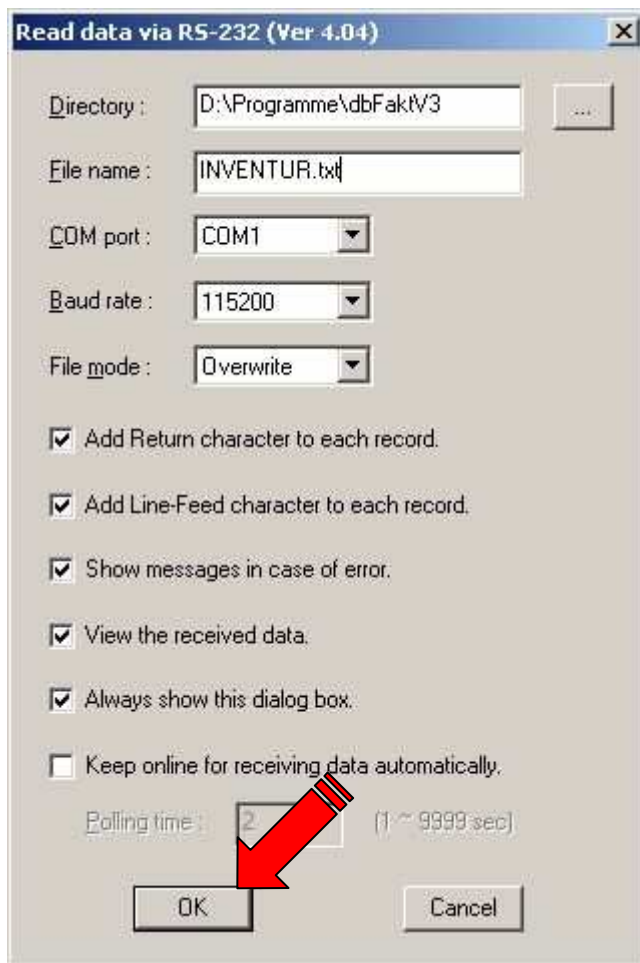 Read data via RS-232 (Ver 4.04)
Directory : D:\Programme\dbFaktV3 ...
File name : INVENTUR.txt
COM port : COM1
Baud rate : 115200
File mode : Overwrite
Add Return character to each record.
Add Line-Feed character to each record.
Show messages in case of error.
View the received data.
Always show this dialog box.
Keep online for receiving data automatically.
Polling time : 2 (1 ~ 9999 sec)
OK Cancel